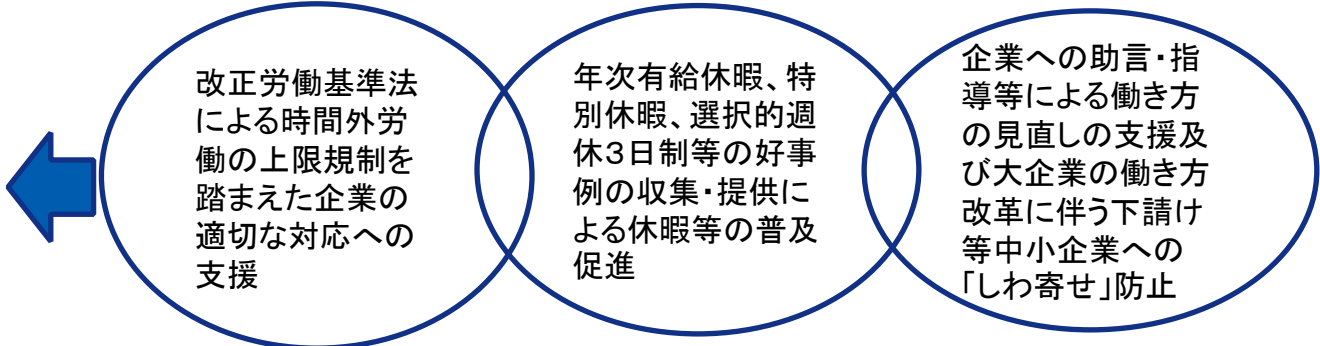 改正労働基準法
による時間外労
働の上限規制を
踏まえた企業の
適切な対応への
支援
年次有給休暇、特
別休暇、選択的週
休３日制等の好事
例の収集・提供に
よる休暇等の普及
促進
企業への助言・指
導等による働き方
の見直しの支援及
び大企業の働き方
改革に伴う下請け
等中小企業への
「しわ寄せ」防止